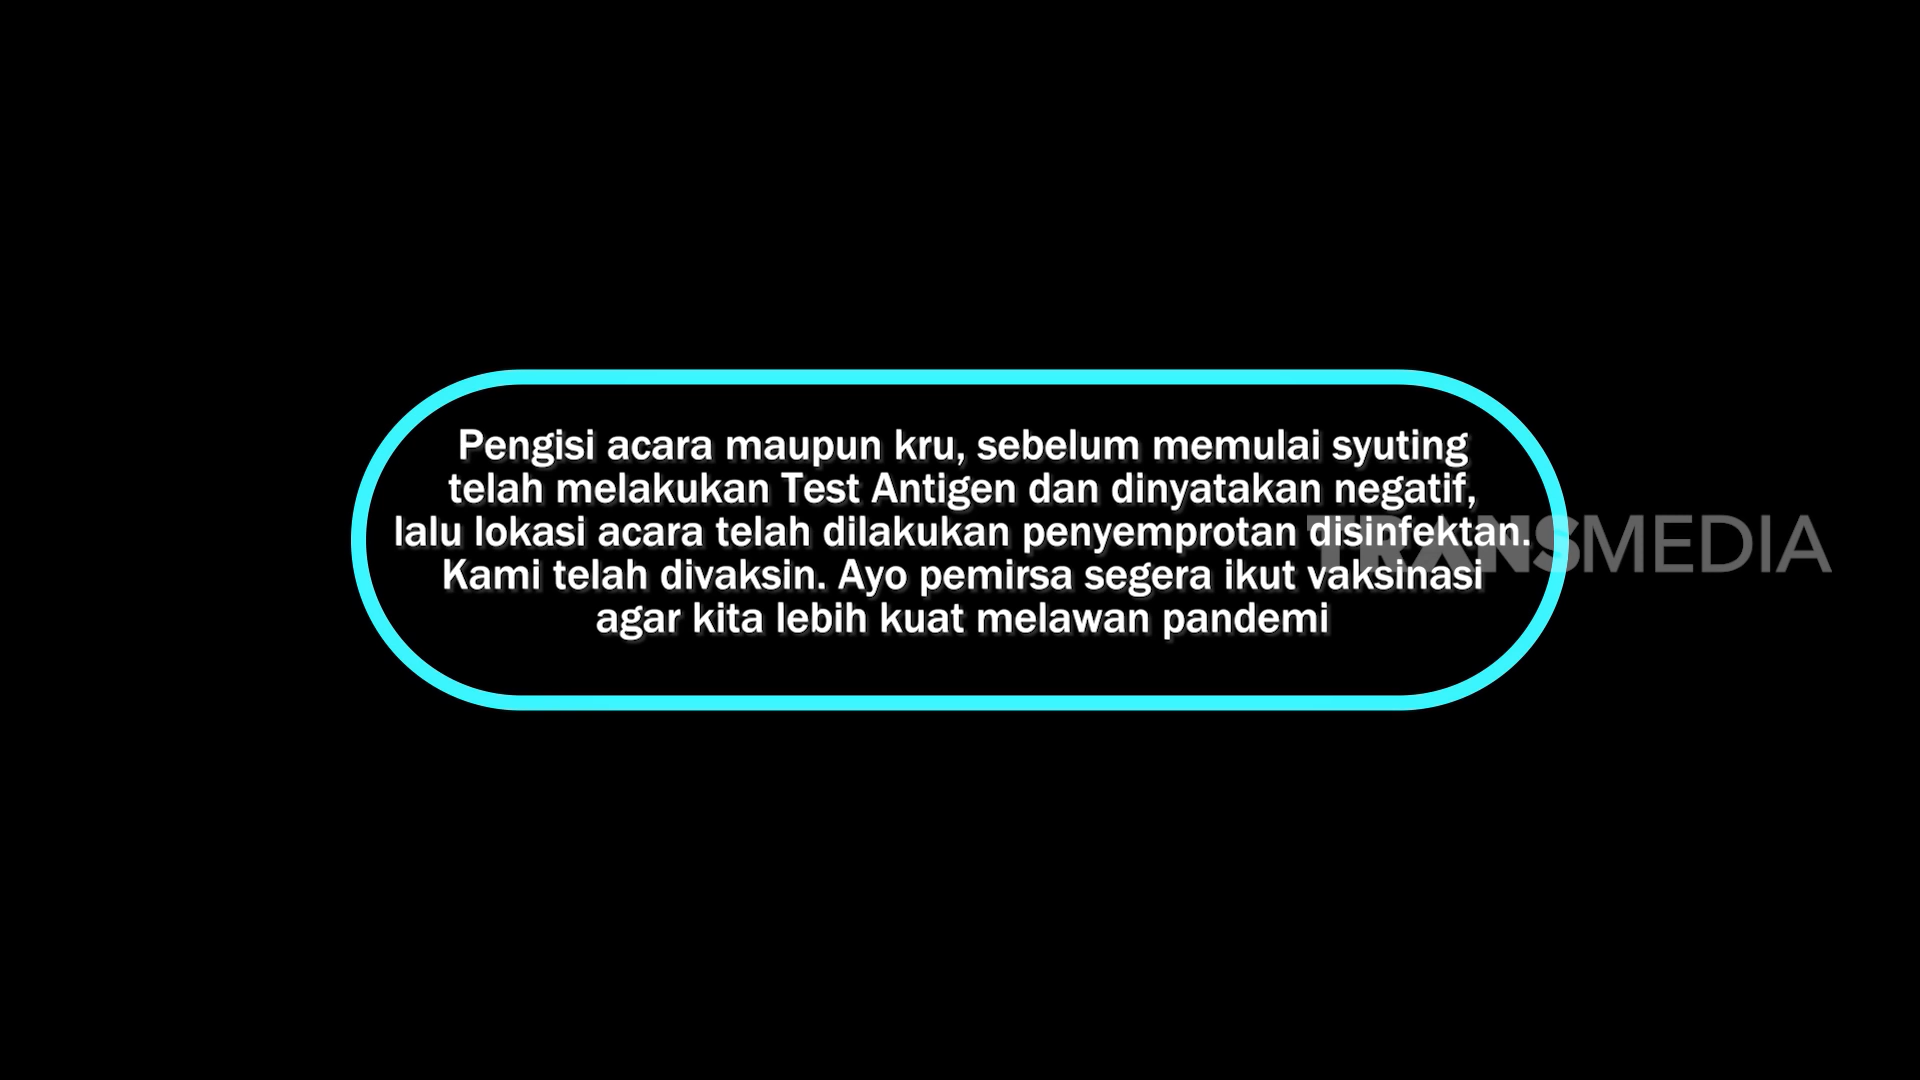 Pengisi acara maupun kru, sebelum memulai syuting
telah melakukan Test Antigen dan dinyatakan negatif,
lalu lokasi acara telah dilakukan penyemprotan disinfektan.
TRANSMEDIA
Kami telah divaksin. Ayo pemirsa segera ikut vaksinasi
agar kita lebih kuat melawan pandemi